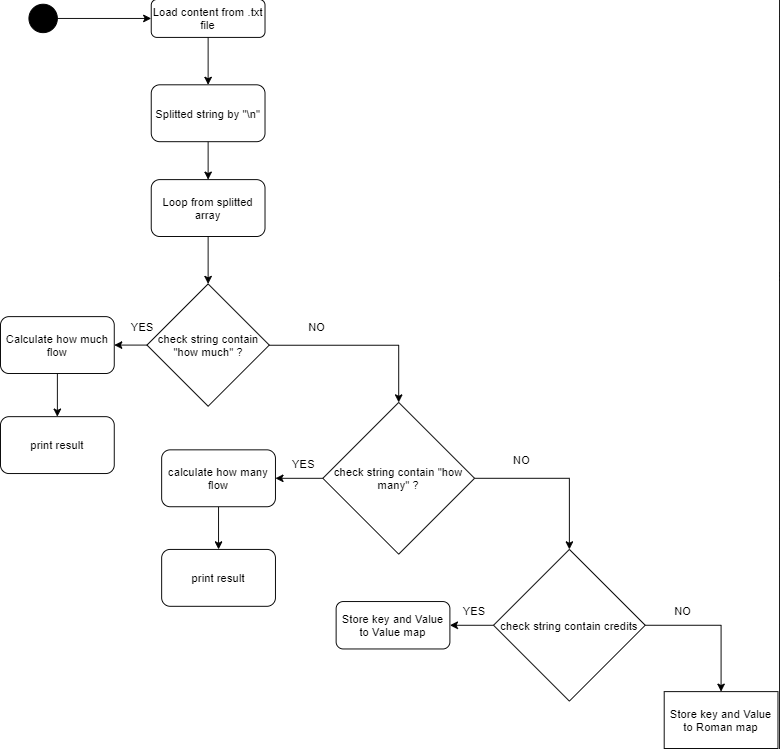 Load content from .txt
file
Splitted string by "\n"
Loop from splitted
array
YES
check string contain
"how much" ?
NO
Calculate how much
flow
print result
YES
check string contain "how
many" ?
NO
calculate how many
flow
print result
YES
check string contain credits
NO
Store key and Value
to Value map
Store key and Value
to Roman map